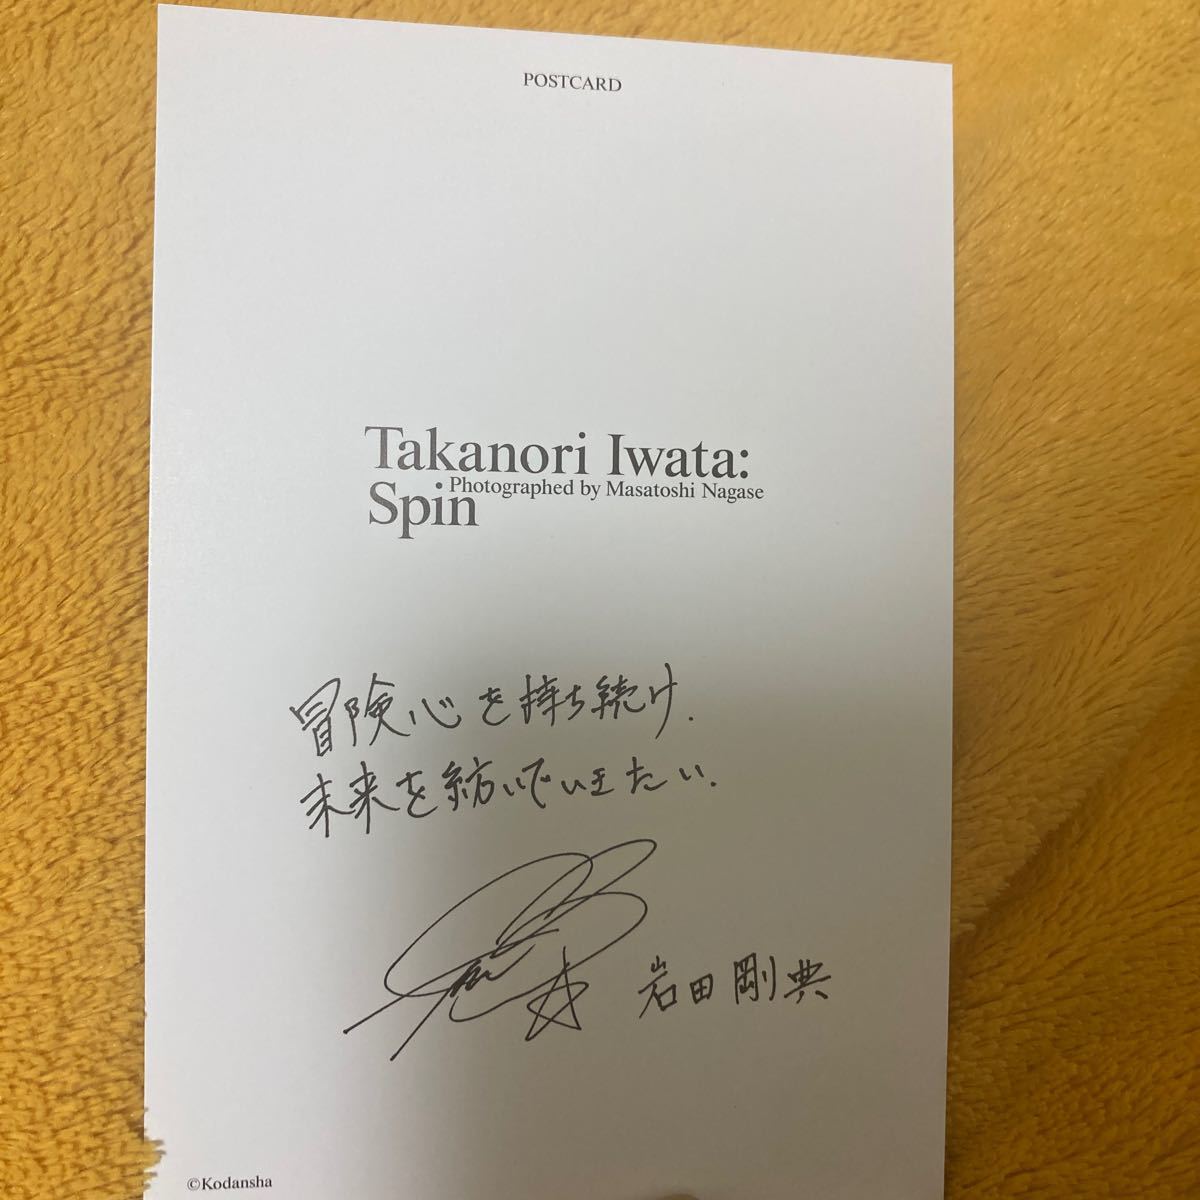 POSTCARD
Takanori Iwata:
Photographed by Masatoshi Nagase
Spin
冒険心を持ち続け.
未来を紡いでいきたい.
岩田剛典
©Kodansha